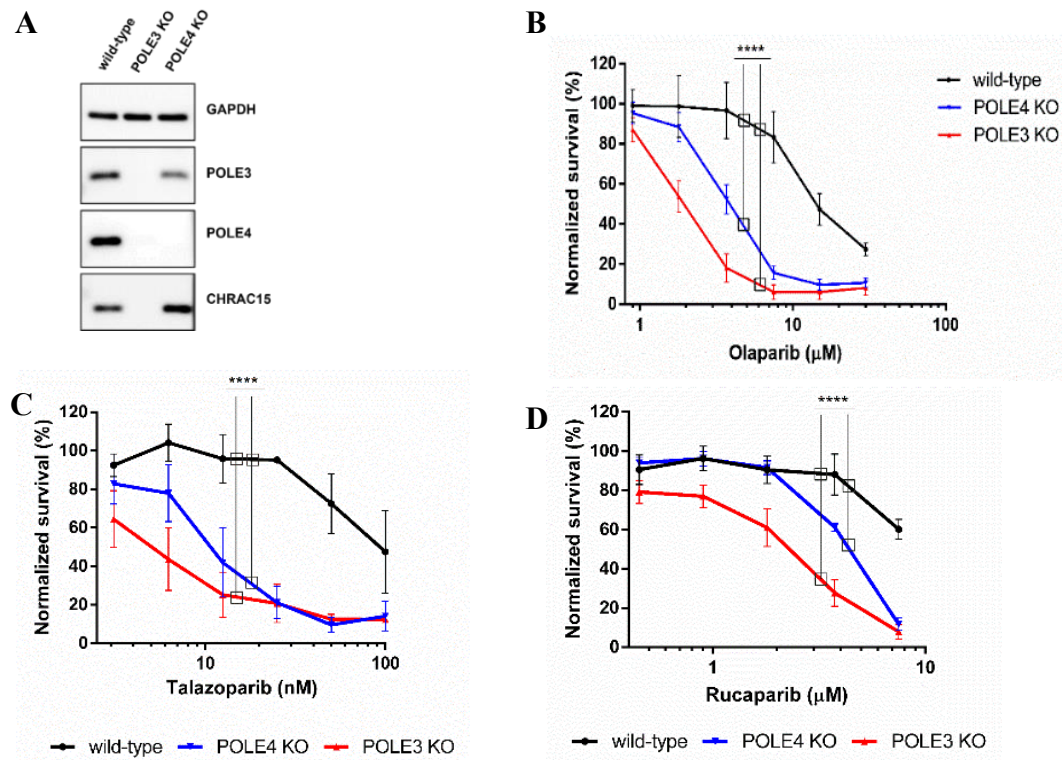 A
wild-type
POLE3 KO
POLE4 KO
GAPDH
POLE3
POLE4
CHRAC15
B
****
Normalized survival (%)
120
100
80
60
40
20
0
1
10
100
Olaparib (μM)
wild-type
POLE4 KO
POLE3 KO
C
****
Normalized survival (%)
120
100
80
60
40
20
0
10
100
Talazoparib (nM)
wild-type POLE4 KO POLE3 KO
D
****
Normalized survival (%)
120
100
80
60
40
20
0
1
10
Rucaparib (μM)
wild-type POLE4 KO POLE3 KO